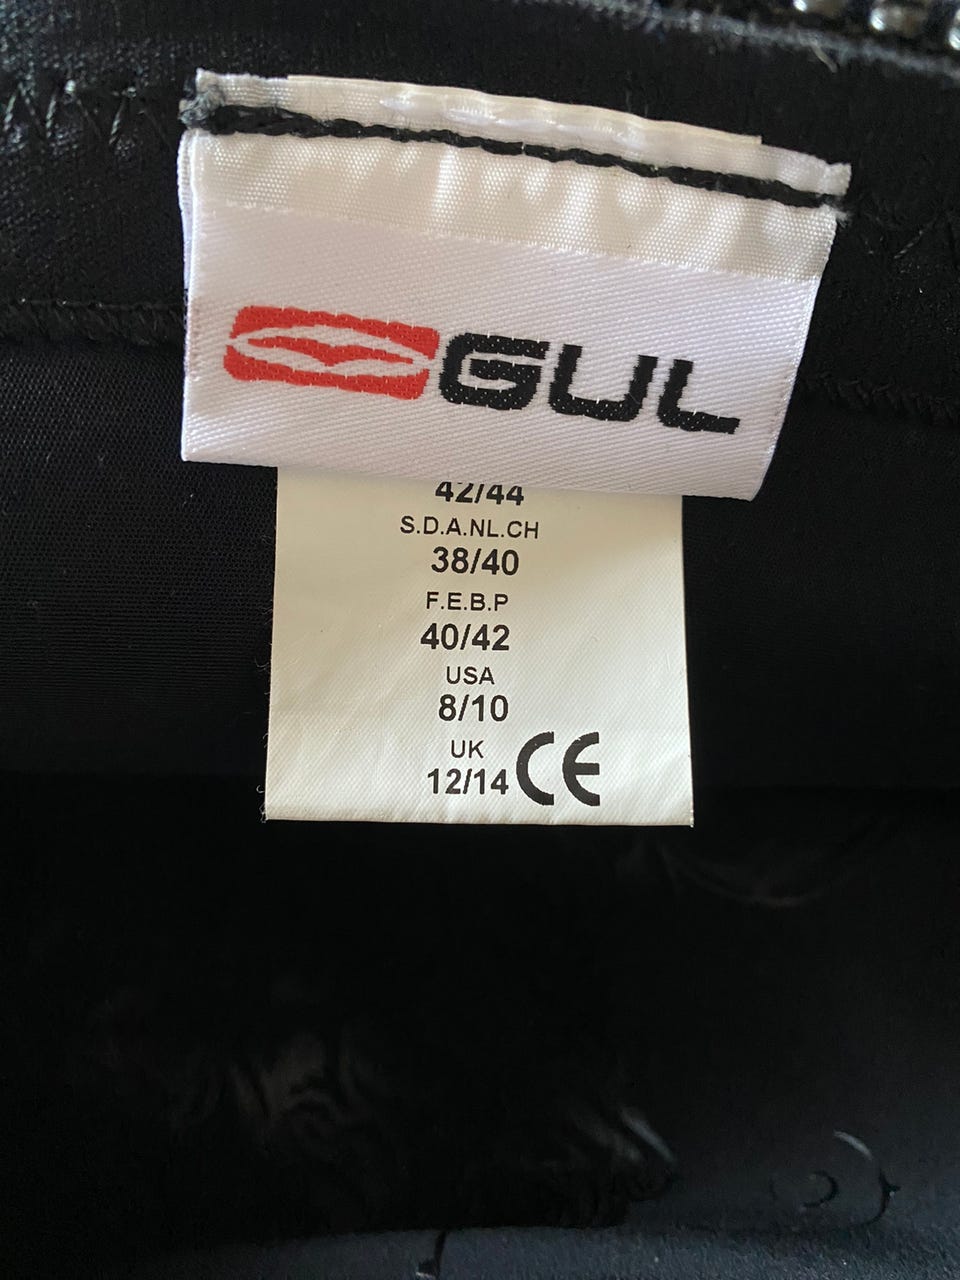 GUL
42/44
S.D.A.NL.CH
38/40
F.E.B.P
40/42
USA
8/10
UK
12/14 CE